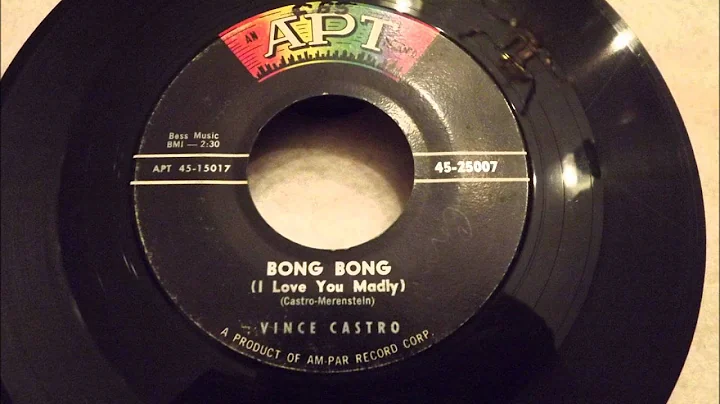 AN
APT
Bess Music
BMI — 2:30
APT 45-15017
45-25007
BONG BONG
(I Love You Madly)
(Castro-Merenstein)
VINCE CASTRO
A PRODUCT OF AM-PAR RECORD CORP.